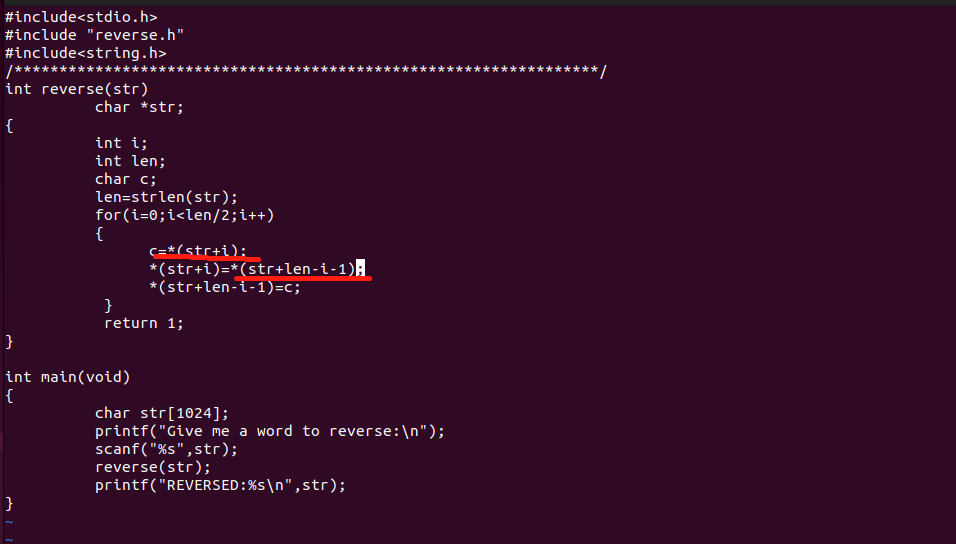 #include<stdio.h>
#include "reverse.h"
#include<string.h>
/*****************************************************************/
int reverse(str)
          char *str;
{
          int i;
          int len;
          char c;
          len=strlen(str);
          for(i=0;i<len/2;i++)
          {
                c=*(str+i);
                *(str+i)=*(str+len-i-1);
                *(str+len-i-1)=c;
           }
           return 1;
}

int main(void)
{
          char str[1024];
          printf("Give me a word to reverse:\n");
          scanf("%s",str);
          reverse(str);
          printf("REVERSED:%s\n",str);
}
~
~